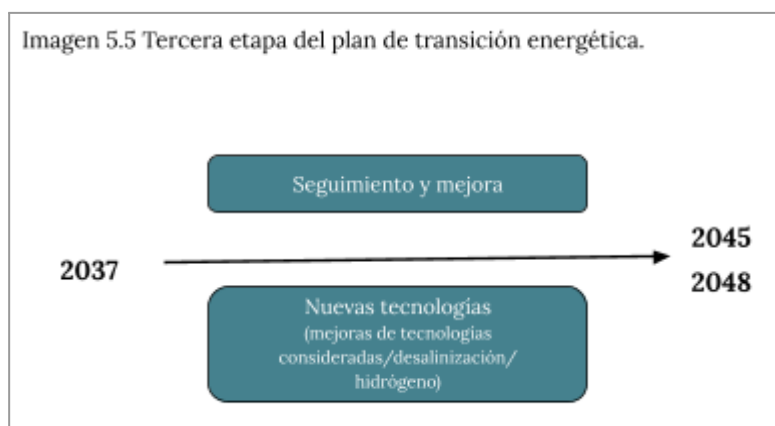 Imagen 5.5 Tercera etapa del plan de transición energética.
Seguimiento y mejora
2037
2045
2048
Nuevas tecnologías
(mejoras de tecnologías
consideradas/desalinización/
hidrógeno)